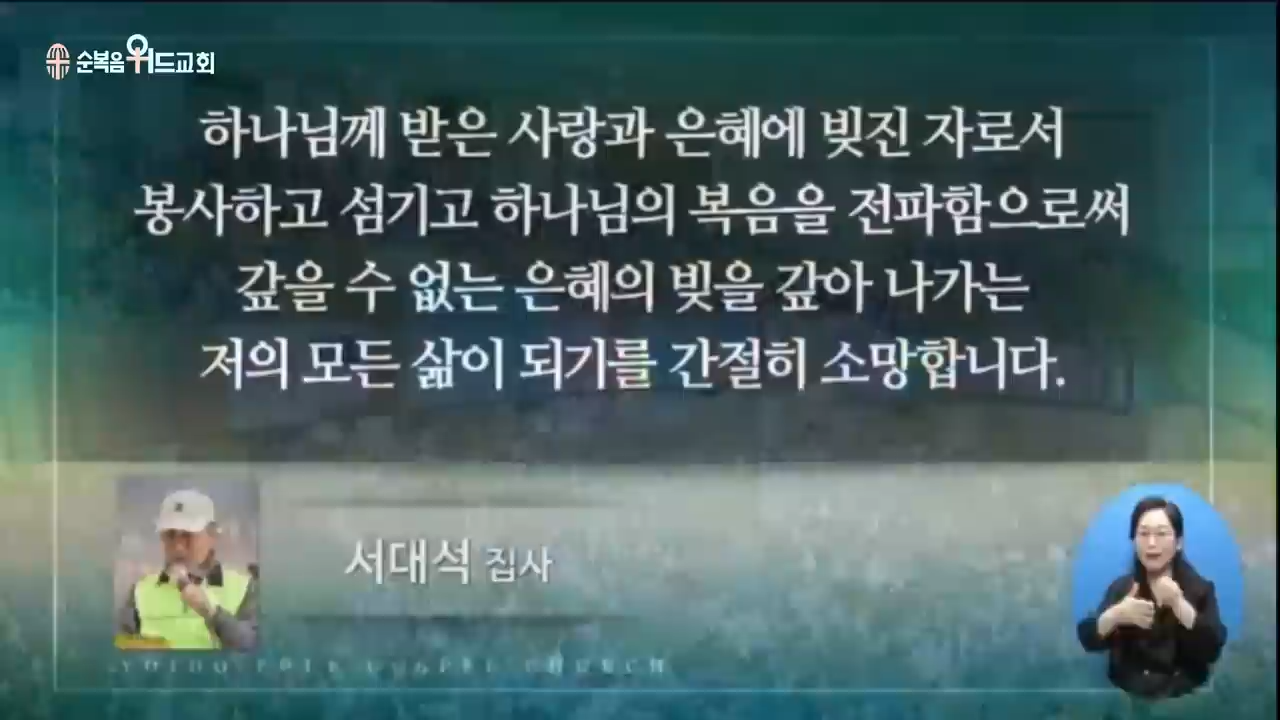 순복음위드교회
하나님께 받은 사랑과 은혜에 빚진 자로서
봉사하고 섬기고 하나님의 복음을 전파함으로써
갚을 수 없는 은혜의 빚을 갚아 나가는
저의 모든 삶이 되기를 간절히 소망합니다.
서대석 집사
YOIDO FULL GOSPEL CHURCH